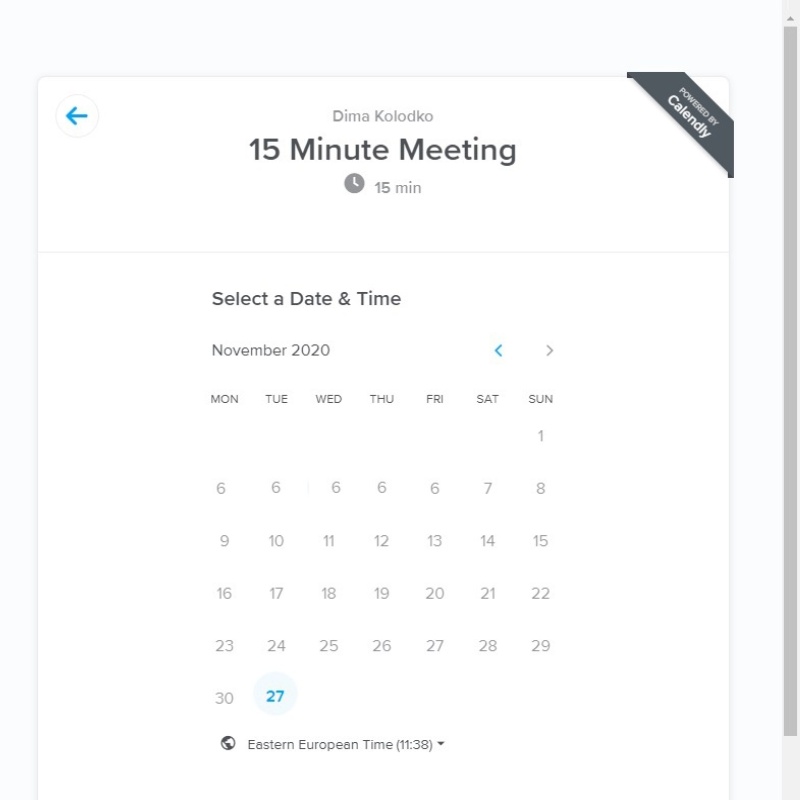 POWERED BY
Calendly
Dima Kolodko
15 Minute Meeting
15 min
Select a Date & Time
November 2020
MON TUE WED THU FRI SAT SUN
1
6 6 6 6 6 7 8
9 10 11 12 13 14 15
16 17 18 19 20 21 22
23 24 25 26 27 28 29
30 27
Eastern European Time (11:38)